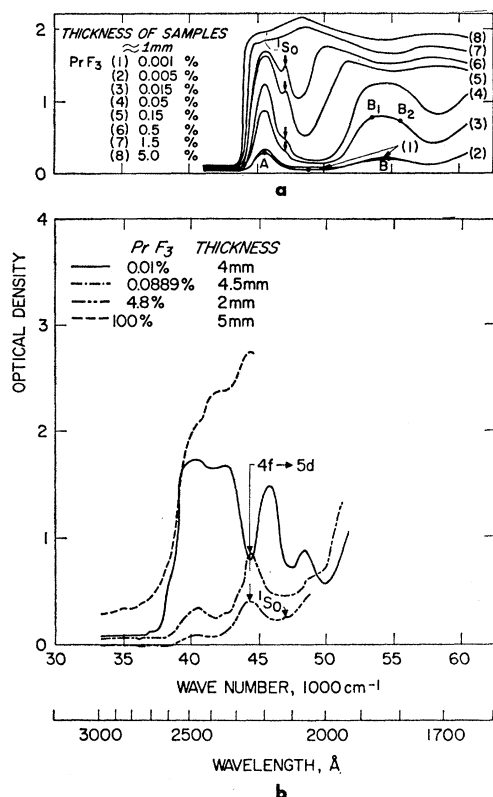 THICKNESS OF SAMPLES
≈ 1mm
Pr F3 (1) 0.001 %
(2) 0.005 %
(3) 0.015 %
(4) 0.05 %
(5) 0.15 %
(6) 0.5 %
(7) 1.5 %
(8) 5.0 %
2
1
0
1So
A
B1
B2
B
(1)
(8)
(7)
(6)
(5)
(4)
(3)
(2)
a
Pr F3 THICKNESS
0.01% 4mm
0.0889% 4.5mm
4.8% 2mm
100% 5mm
OPTICAL DENSITY
4
3
2
1
0
4f → 5d
1So
30 35 40 45 50 55 60
WAVE NUMBER, 1000 cm-1
3000 2500 2000 1700
WAVELENGTH, Å
b